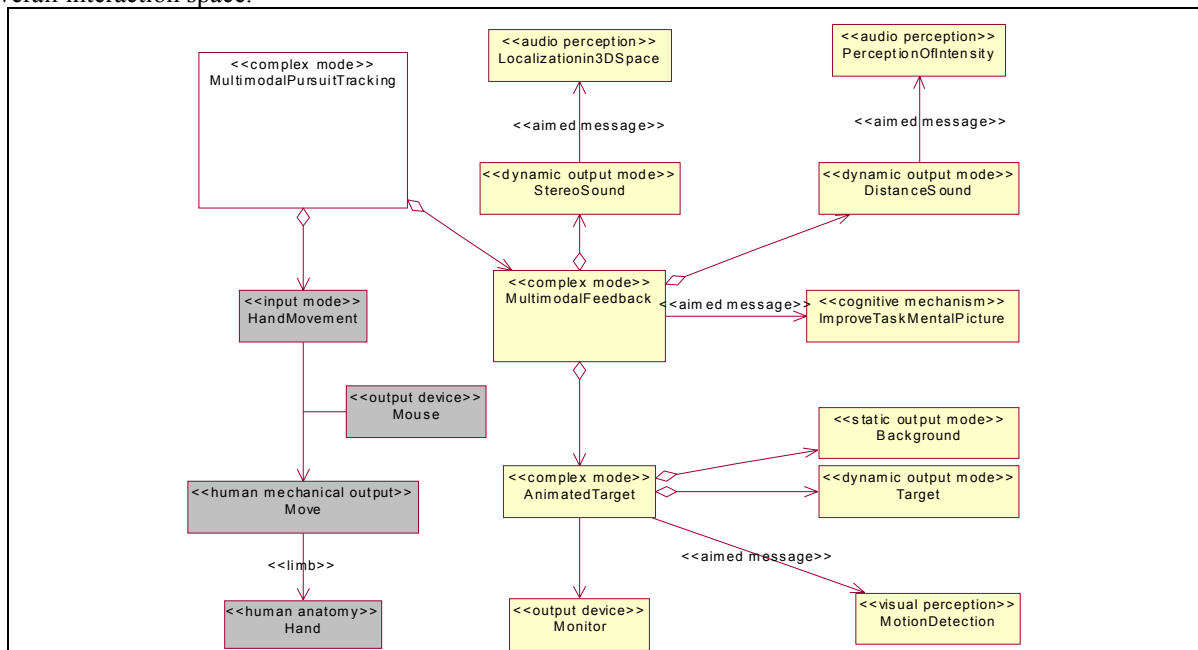 overall interaction space.
<<complex mode>>
MultimodalPursuitTracking
<<audio perception>>
Localizationin3DSpace
<<audio perception>>
PerceptionOfIntensity
<<aimed message>>
<<aimed message>>
<<dynamic output mode>>
StereoSound
<<dynamic output mode>>
DistanceSound
<<complex mode>>
MultimodalFeedback
<<aimed message>>
<<cognitive mechanism>>
ImproveTaskMentalPicture
<<input mode>>
HandMovement
<<output device>>
Mouse
<<static output mode>>
Background
<<complex mode>>
AnimatedTarget
<<dynamic output mode>>
Target
<<human mechanical output>>
Move
<<aimed message>>
<<limb>>
<<human anatomy>>
Hand
<<output device>>
Monitor
<<visual perception>>
MotionDetection